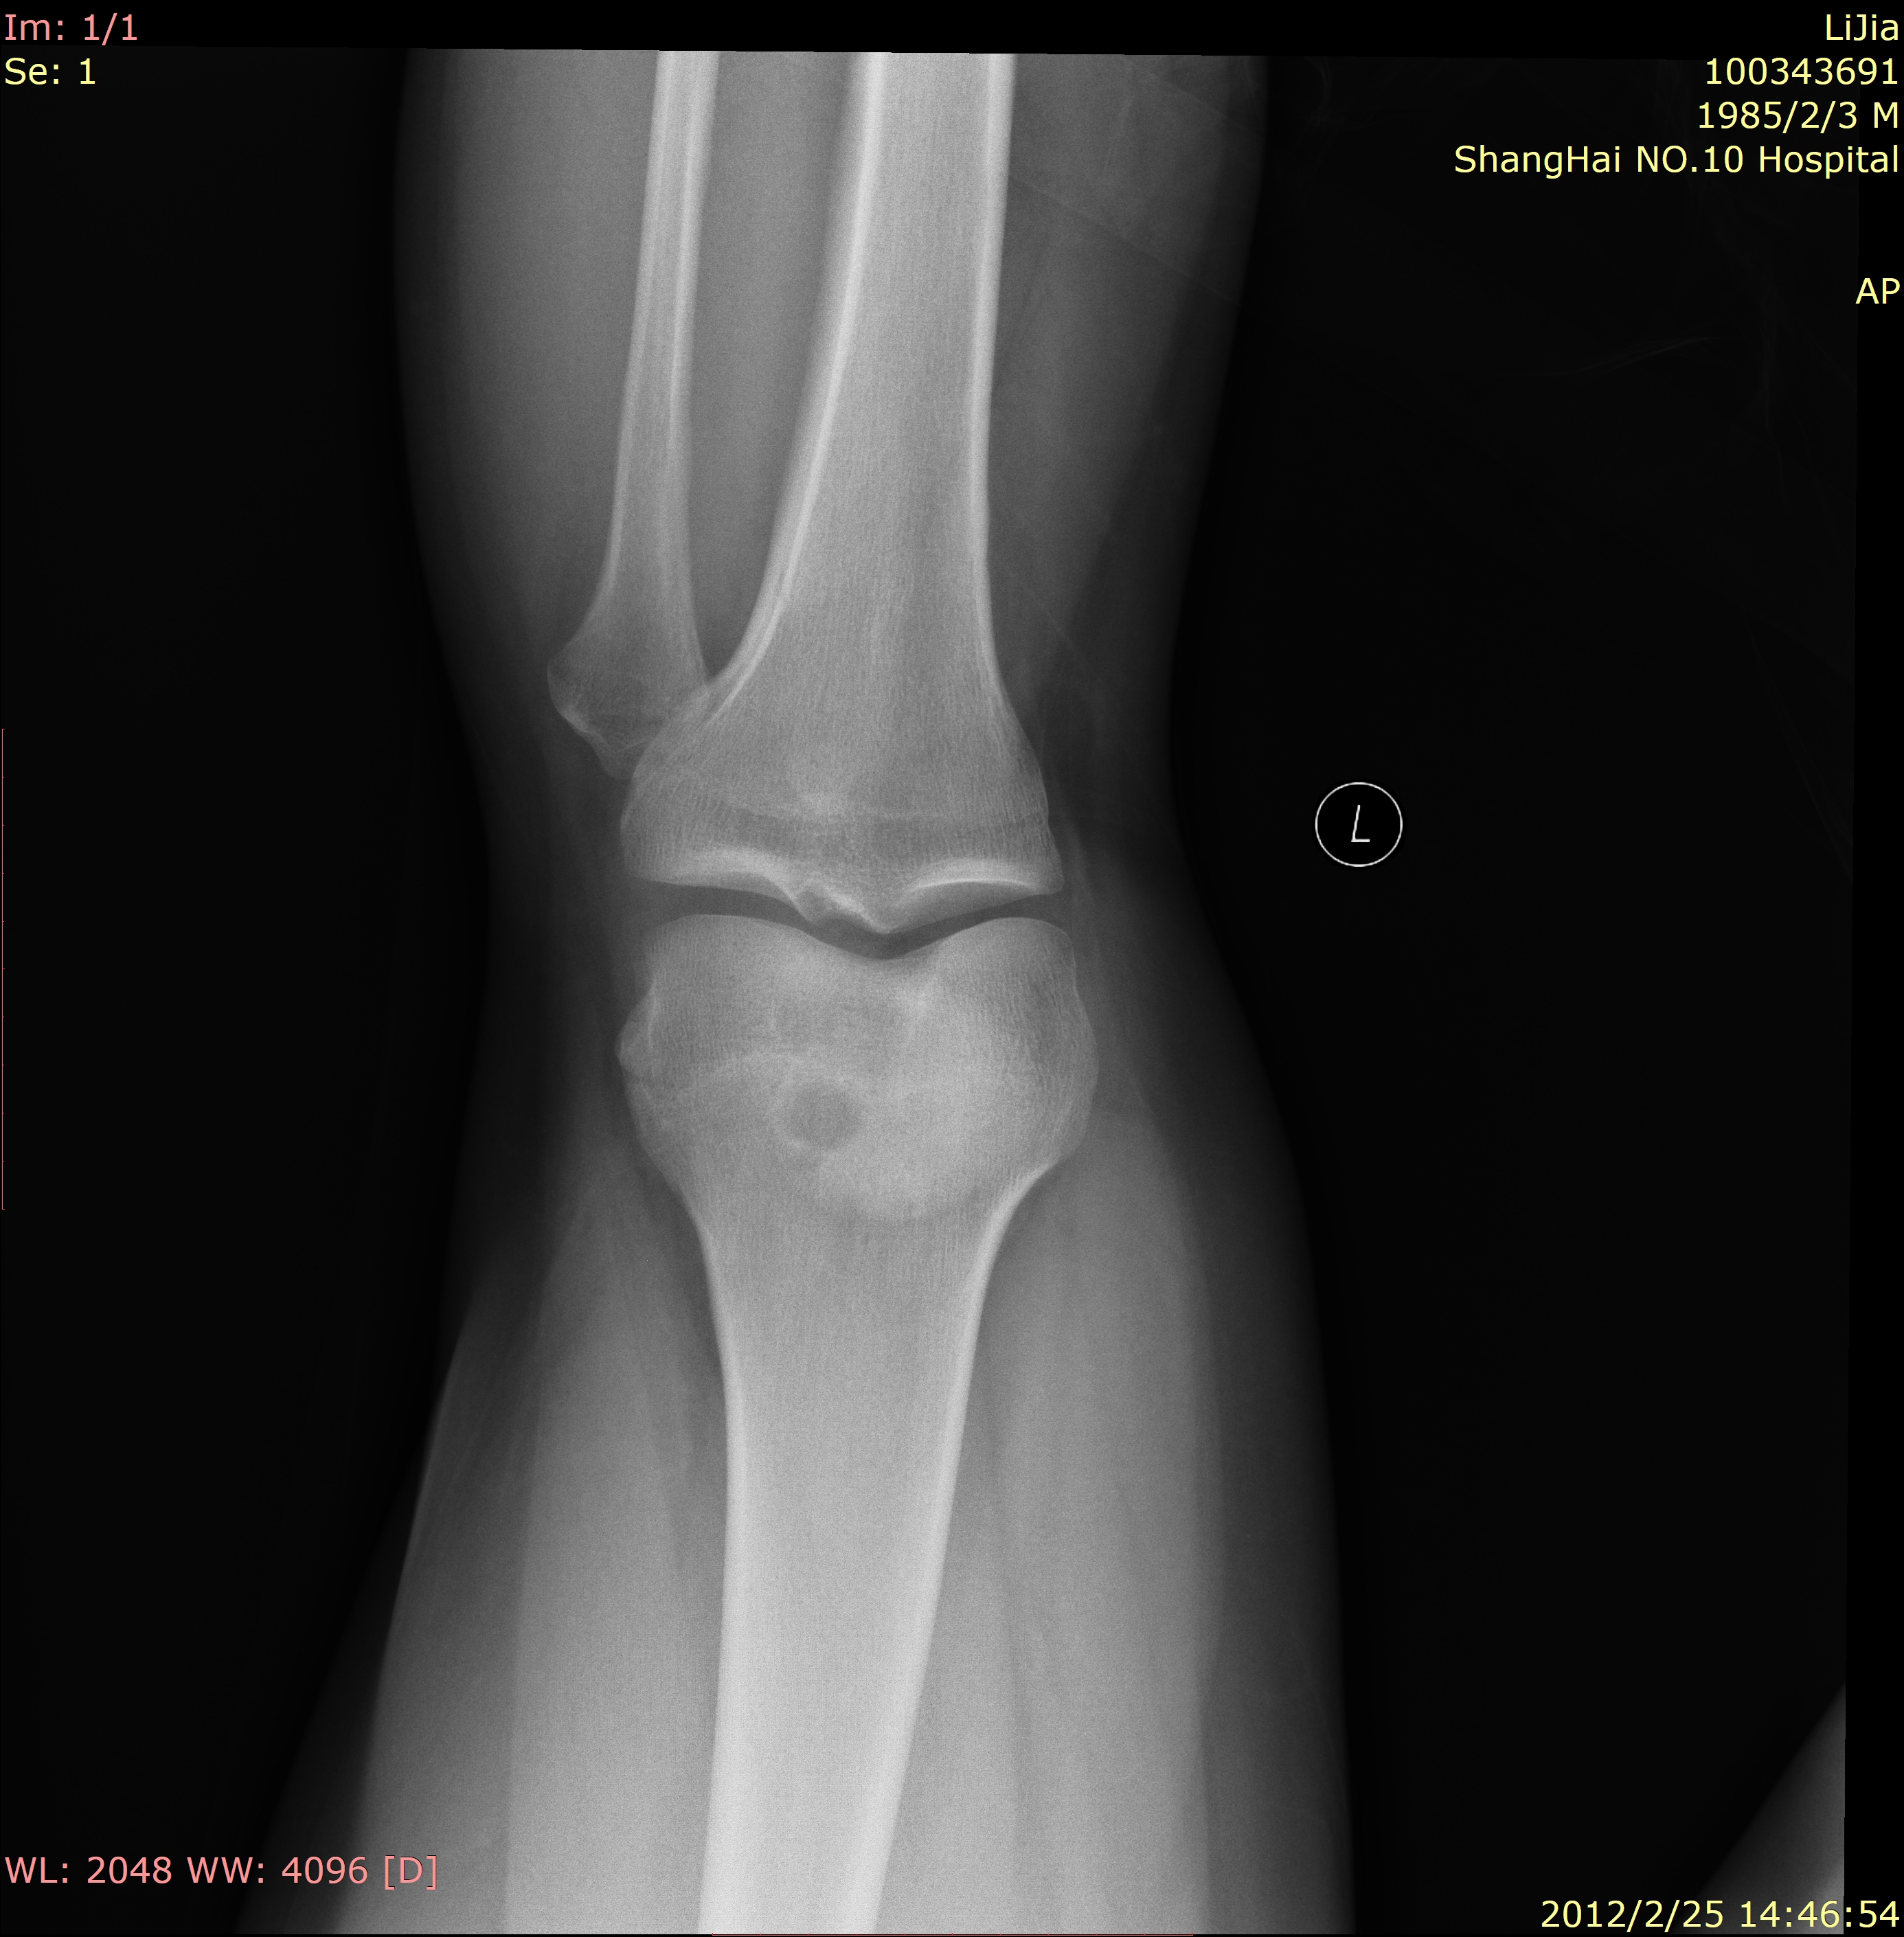 LiJia
100343691
1985/2/3 M
ShangHai NO.10 Hospital
AP
2012/2/25 14:46:54
Im: 1/1
Se: 1
WL: 2048 WW: 4096 [D]
L